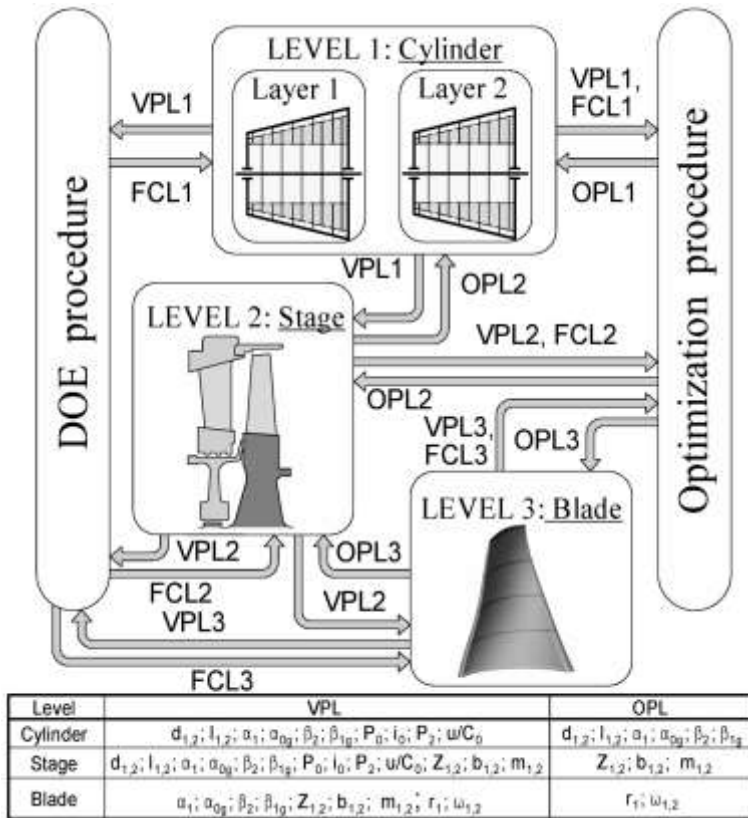 LEVEL 1: Cylinder
Layer 1
Layer 2
DOE procedure
Optimization procedure
VPL1
FCL1
VPL1,
FCL1
OPL1
VPL1
OPL2
LEVEL 2: Stage
VPL2, FCL2
OPL2
VPL3,
FCL3
OPL3
LEVEL 3: Blade
VPL2
OPL3
FCL2
VPL2
VPL3
FCL3
Level VPL OPL
Cylinder d₁,₂; l₁,₂; α₁; α₀g; β₂; β₁g; P₀; i₀; P₂; u/C₀ d₁,₂; l₁,₂; α₁; α₀g; β₂; β₁g
Stage d₁,₂; l₁,₂; α₁; α₀g; β₂; β₁g; P₀; i₀; P₂; u/C₀; Z₁,₂; b₁,₂; m₁,₂ Z₁,₂; b₁,₂; m₁,₂
Blade α₁; α₀g; β₂; β₁g; Z₁,₂; b₁,₂; m₁,₂; r₁; ω₁,₂ r₁; ω₁,₂